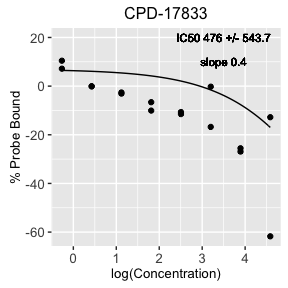 CPD-17833
IC50 476 +/- 543.7
slope 0.4
20
0
-20
-40
-60
% Probe Bound
0
1
2
3
4
log(Concentration)